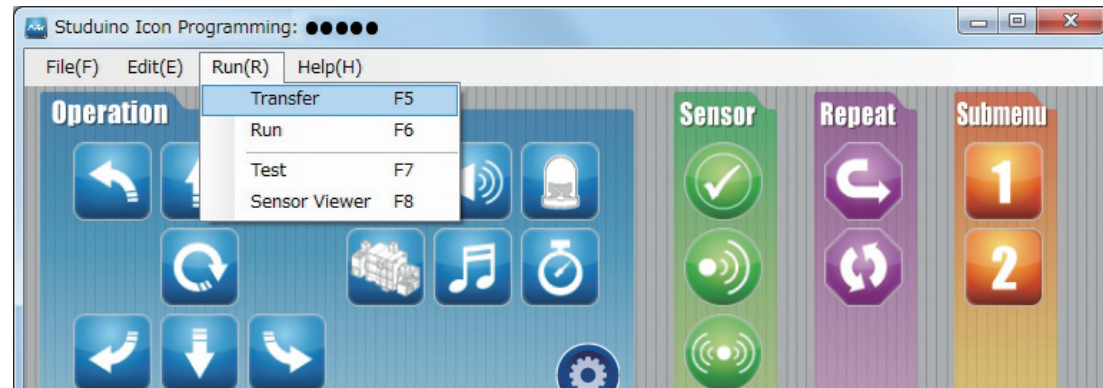 Studuino Icon Programming: ●●●●●
File(F) Edit(E) Run(R) Help(H)
Transfer F5
Run F6
Test F7
Sensor Viewer F8
Operation
Sensor
Repeat
Submenu
1
2